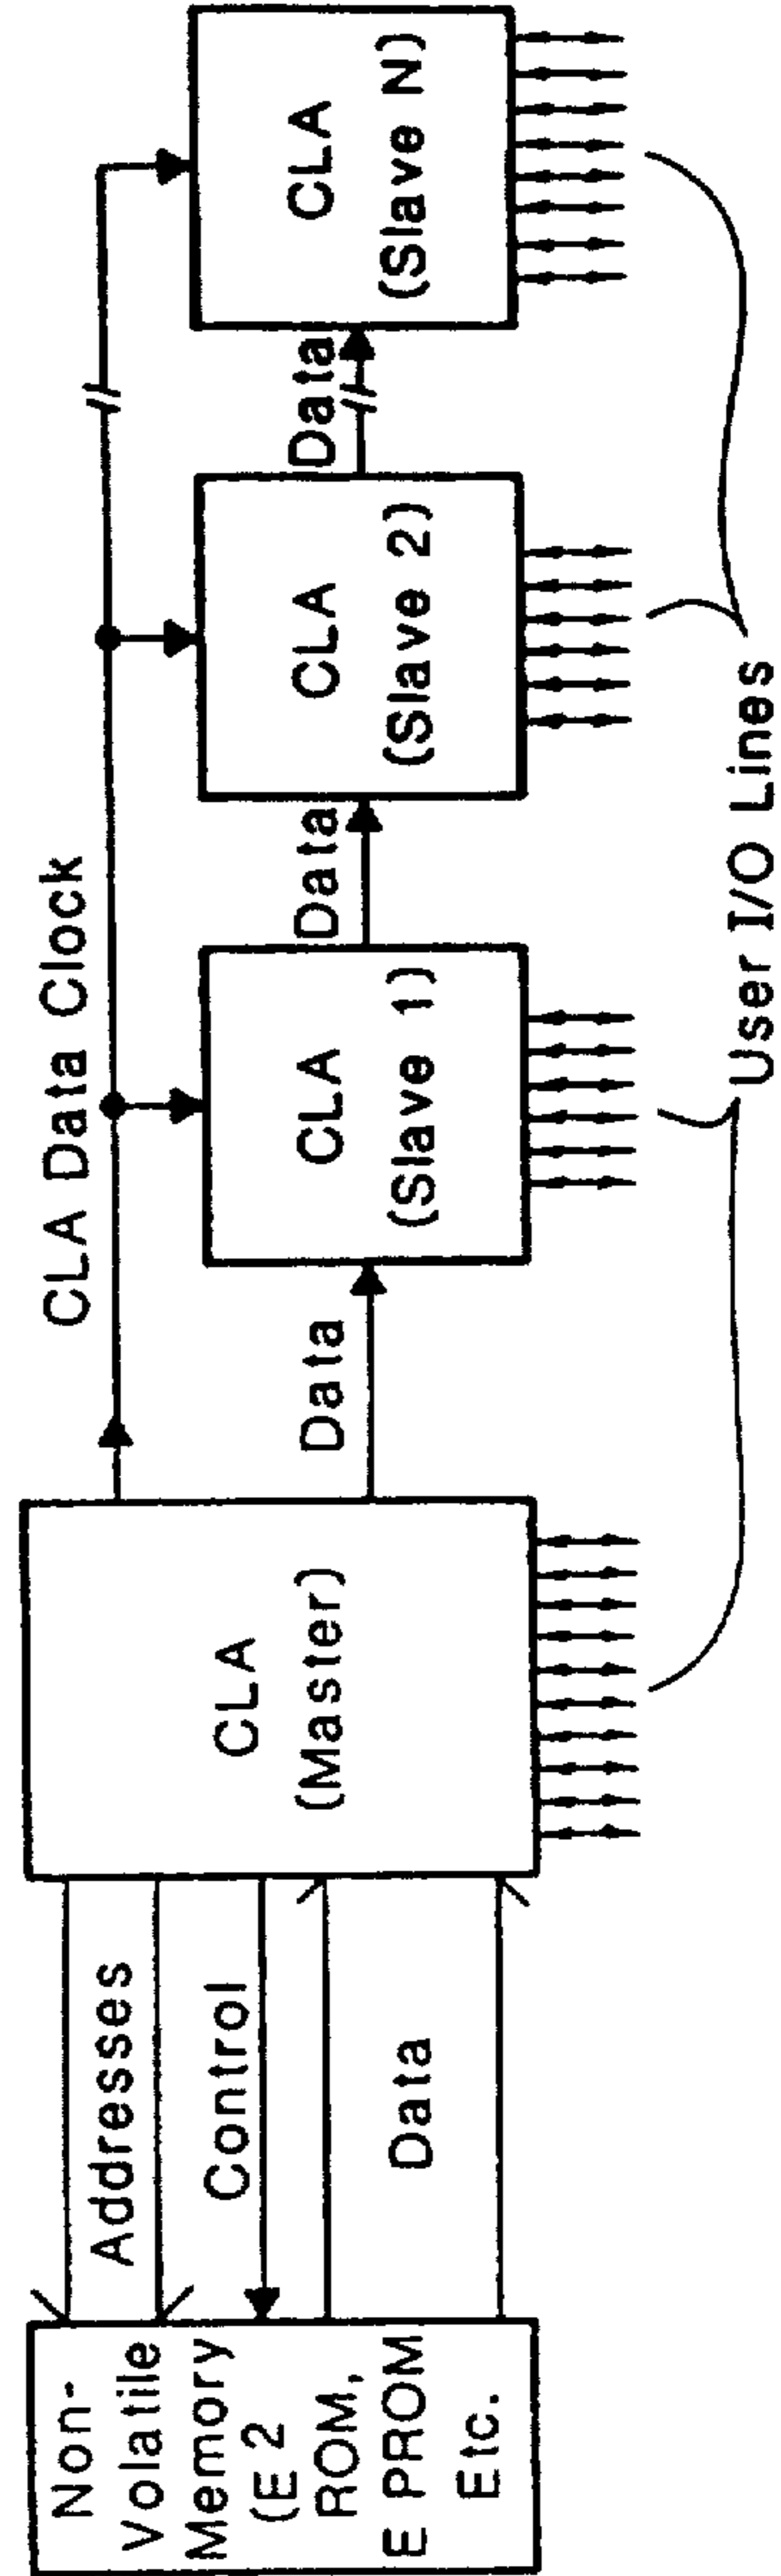 Non-
Volatile
Memory
(E 2
ROM,
E PROM
Etc.
Addresses
Control
Data
CLA
(Master)
CLA Data Clock
Data
CLA
(Slave 1)
Data
CLA
(Slave 2)
Data
CLA
(Slave N)
User I/O Lines